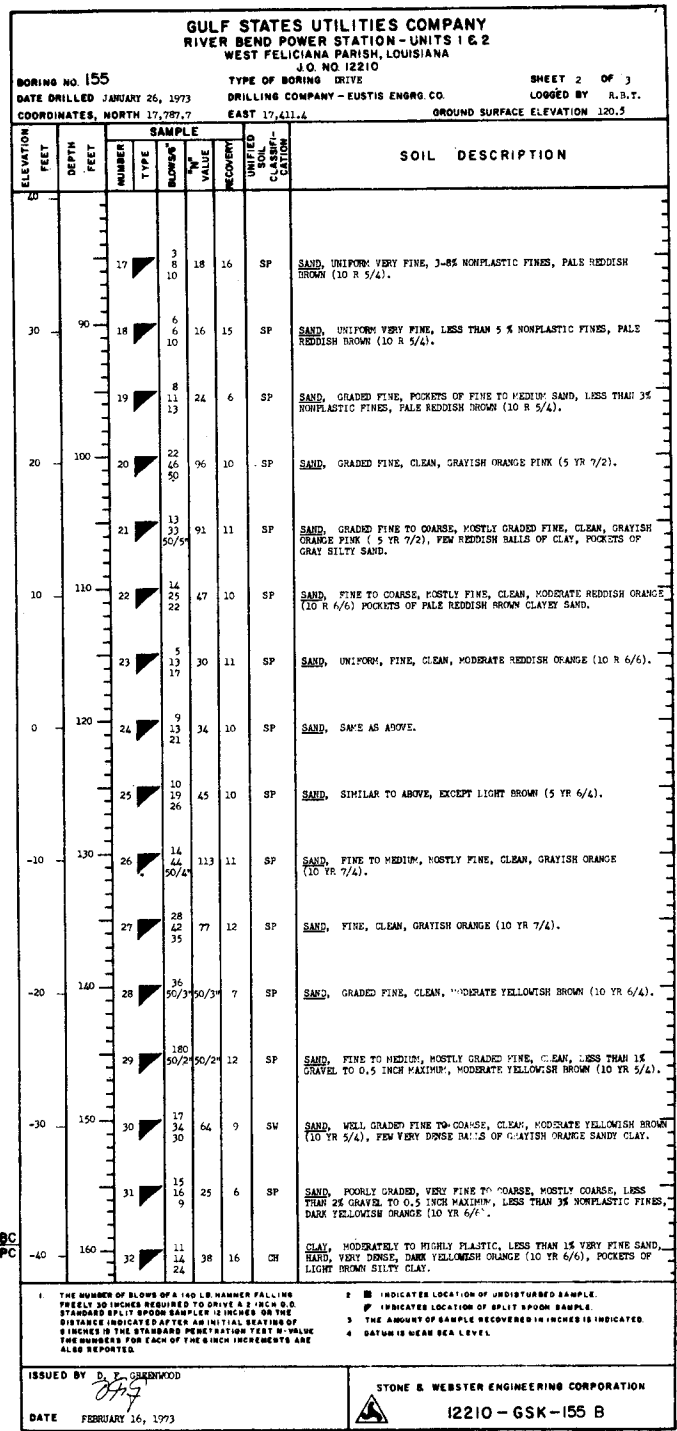 GULF STATES UTILITIES COMPANY
RIVER BEND POWER STATION - UNITS 1 & 2
WEST FELICIANA PARISH, LOUISIANA
J.O. NO. 12210
BORING NO. 155 TYPE OF BORING DRIVE SHEET 2 OF 3
DATE DRILLED JANUARY 26, 1973 DRILLING COMPANY - EUSTIS ENGRG. CO. LOGGED BY R.B.T.
COORDINATES, NORTH 17,787.7 EAST 17,411.4 GROUND SURFACE ELEVATION 120.5
ELEVATION FEET DEPTH FEET SAMPLE NUMBER TYPE BLOWS/6" "N" VALUE RECOVERY UNIFIED SOIL CLASSIFI-CATION SOIL DESCRIPTION
40
3
17 8 18 16 SP SAND, UNIFORM VERY FINE, 3-8% NONPLASTIC FINES, PALE REDDISH
10 BROWN (10 R 5/4).
6
30 90 18 6 16 15 SP SAND, UNIFORM VERY FINE, LESS THAN 5 % NONPLASTIC FINES, PALE
10 REDDISH BROWN (10 R 5/4).
8
19 11 24 6 SP SAND, GRADED FINE, POCKETS OF FINE TO MEDIUM SAND, LESS THAN 3%
13 NONPLASTIC FINES, PALE REDDISH BROWN (10 R 5/4).
22
20 100 20 46 96 10 SP SAND, GRADED FINE, CLEAN, GRAYISH ORANGE PINK (5 YR 7/2).
50
13
21 33 91 11 SP SAND, GRADED FINE TO COARSE, MOSTLY GRADED FINE, CLEAN, GRAYISH
50/5" ORANGE PINK ( 5 YR 7/2), FEW REDDISH BALLS OF CLAY, POCKETS OF
GRAY SILTY SAND.
14
10 110 22 25 47 10 SP SAND, FINE TO COARSE, MOSTLY FINE, CLEAN, MODERATE REDDISH ORANGE
22 (10 R 6/6) POCKETS OF PALE REDDISH BROWN CLAYEY SAND.
5
23 13 30 11 SP SAND, UNIFORM, FINE, CLEAN, MODERATE REDDISH ORANGE (10 R 6/6).
17
9
0 120 24 13 34 10 SP SAND, SAME AS ABOVE.
21
10
25 19 45 10 SP SAND, SIMILAR TO ABOVE, EXCEPT LIGHT BROWN (5 YR 6/4).
26
14
-10 130 26 44 113 11 SP SAND, FINE TO MEDIUM, MOSTLY FINE, CLEAN, GRAYISH ORANGE
50/4" (10 YR 7/4).
28
27 42 77 12 SP SAND, FINE, CLEAN, GRAYISH ORANGE (10 YR 7/4).
35
36
-20 140 28 50/3" 50/3" 7 SP SAND, GRADED FINE, CLEAN, MODERATE YELLOWISH BROWN (10 YR 6/4).
180
29 50/2" 50/2" 12 SP SAND, FINE TO MEDIUM, MOSTLY GRADED FINE, CLEAN, LESS THAN 1%
GRAVEL TO 0.5 INCH MAXIMUM, MODERATE YELLOWISH BROWN (10 YR 5/4).
17
-30 150 30 34 64 9 SW SAND, WELL GRADED FINE TO COARSE, CLEAN, MODERATE YELLOWISH BROWN
30 (10 YR 5/4), FEW VERY DENSE BALLS OF GRAYISH ORANGE SANDY CLAY.
15
31 16 25 6 SP SAND, POORLY GRADED, VERY FINE TO COARSE, MOSTLY COARSE, LESS
9 THAN 2% GRAVEL TO 0.5 INCH MAXIMUM, LESS THAN 3% NONPLASTIC FINES,
DARK YELLOWISH ORANGE (10 YR 6/6).
BC
PC
11 CLAY, MODERATELY TO HIGHLY PLASTIC, LESS THAN 1% VERY FINE SAND,
-40 160 32 14 38 16 CH HARD, VERY DENSE, DARK YELLOWISH ORANGE (10 YR 6/6), POCKETS OF
24 LIGHT BROWN SILTY CLAY.
1 THE NUMBER OF BLOWS OF A 140 LB. HAMMER FALLING
FREELY 30 INCHES REQUIRED TO DRIVE A 2 INCH O.D.
STANDARD SPLIT SPOON SAMPLER 12 INCHES OR THE
DISTANCE INDICATED AFTER AN INITIAL SEATING OF
6 INCHES IS THE STANDARD PENETRATION TEST N-VALUE
THE NUMBERS FOR EACH OF THE 6 INCH INCREMENTS ARE
ALSO REPORTED.
2 INDICATES LOCATION OF UNDISTURBED SAMPLE.
INDICATES LOCATION OF SPLIT SPOON SAMPLE.
3 THE AMOUNT OF SAMPLE RECOVERED IN INCHES IS INDICATED.
4 DATUM IS MEAN SEA LEVEL
ISSUED BY D. F. GREENWOOD
DATE FEBRUARY 16, 1973
STONE & WEBSTER ENGINEERING CORPORATION
12210 - GSK - 155 B